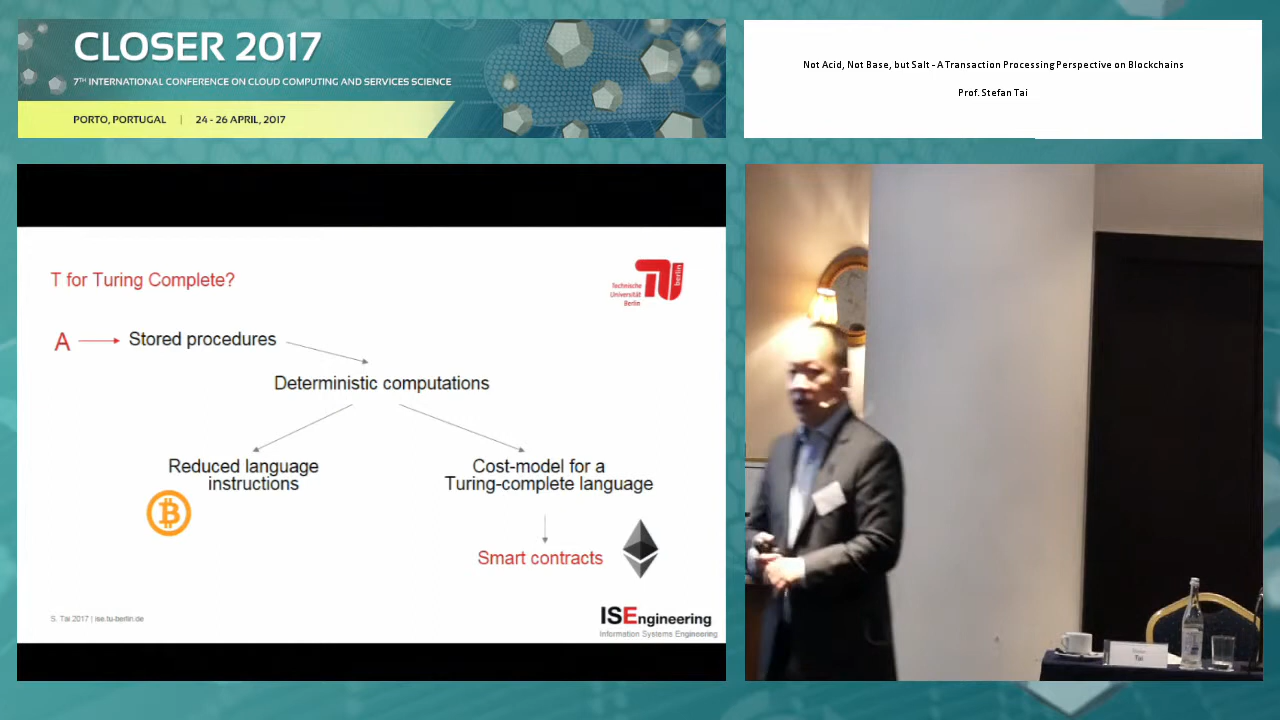 CLOSER 2017
7TH INTERNATIONAL CONFERENCE ON CLOUD COMPUTING AND SERVICES SCIENCE
PORTO, PORTUGAL | 24 - 26 APRIL, 2017
Not Acid, Not Base, but Salt - A Transaction Processing Perspective on Blockchains
Prof. Stefan Tai
T for Turing Complete?
Technische
Universität
Berlin
berlin
A
Stored procedures
Deterministic computations
Reduced language
instructions
Cost-model for a
Turing-complete language
Smart contracts
S. Tai 2017 | ise.tu-berlin.de
ISEngineering
Information Systems Engineering
Tai